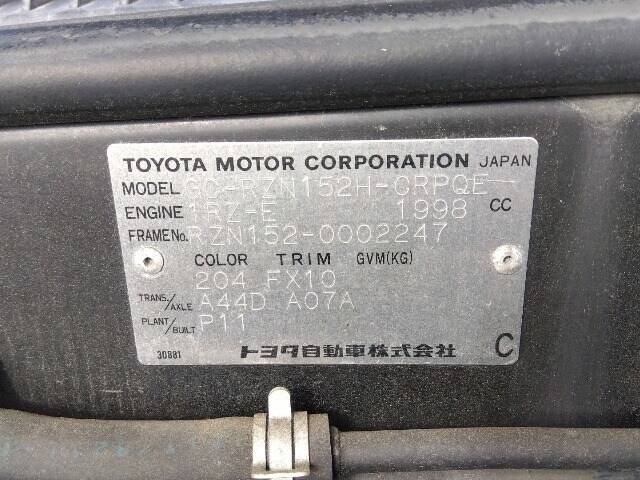 TOYOTA MOTOR CORPORATION JAPAN
MODEL GC-RZN152H-CRPQE
ENGINE 1RZ-E 1998 CC
FRAME No. RZN152-0002247
COLOR TRIM GVM(KG)
204 FX10
TRANS./AXLE A44D A07A
PLANT/BUILT P11
30881 トヨタ自動車株式会社 C